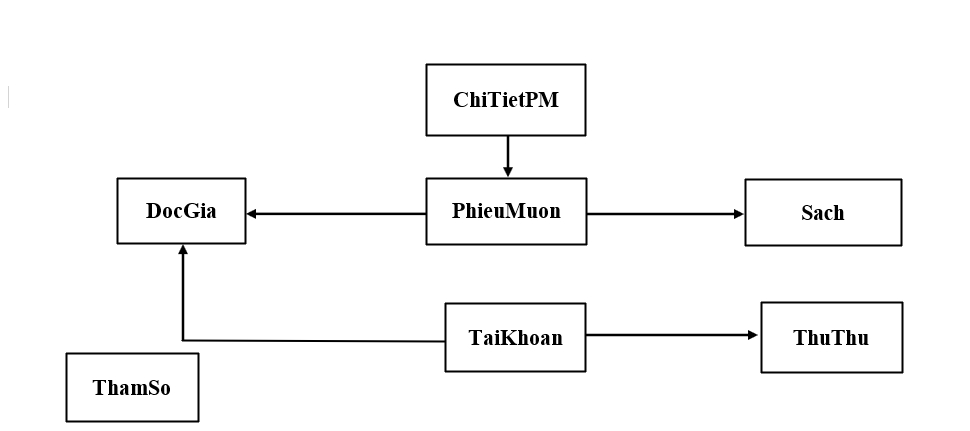 ChiTietPM
DocGia
PhieuMuon
Sach
TaiKhoan
ThuThu
ThamSo